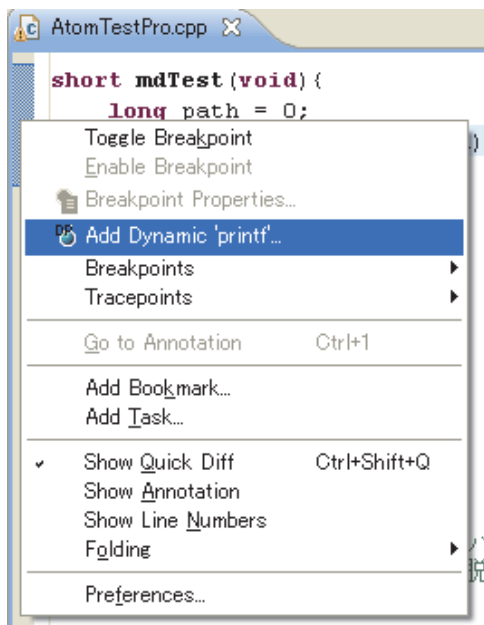 AtomTestPro.cpp
short mdTest(void){
long path = 0;
)
Toggle Breakpoint
Enable Breakpoint
Breakpoint Properties...
Add Dynamic 'printf'...
Breakpoints
Tracepoints
Go to Annotation Ctrl+1
Add Bookmark...
Add Task...
Show Quick Diff Ctrl+Shift+Q
Show Annotation
Show Line Numbers
Folding
Preferences...